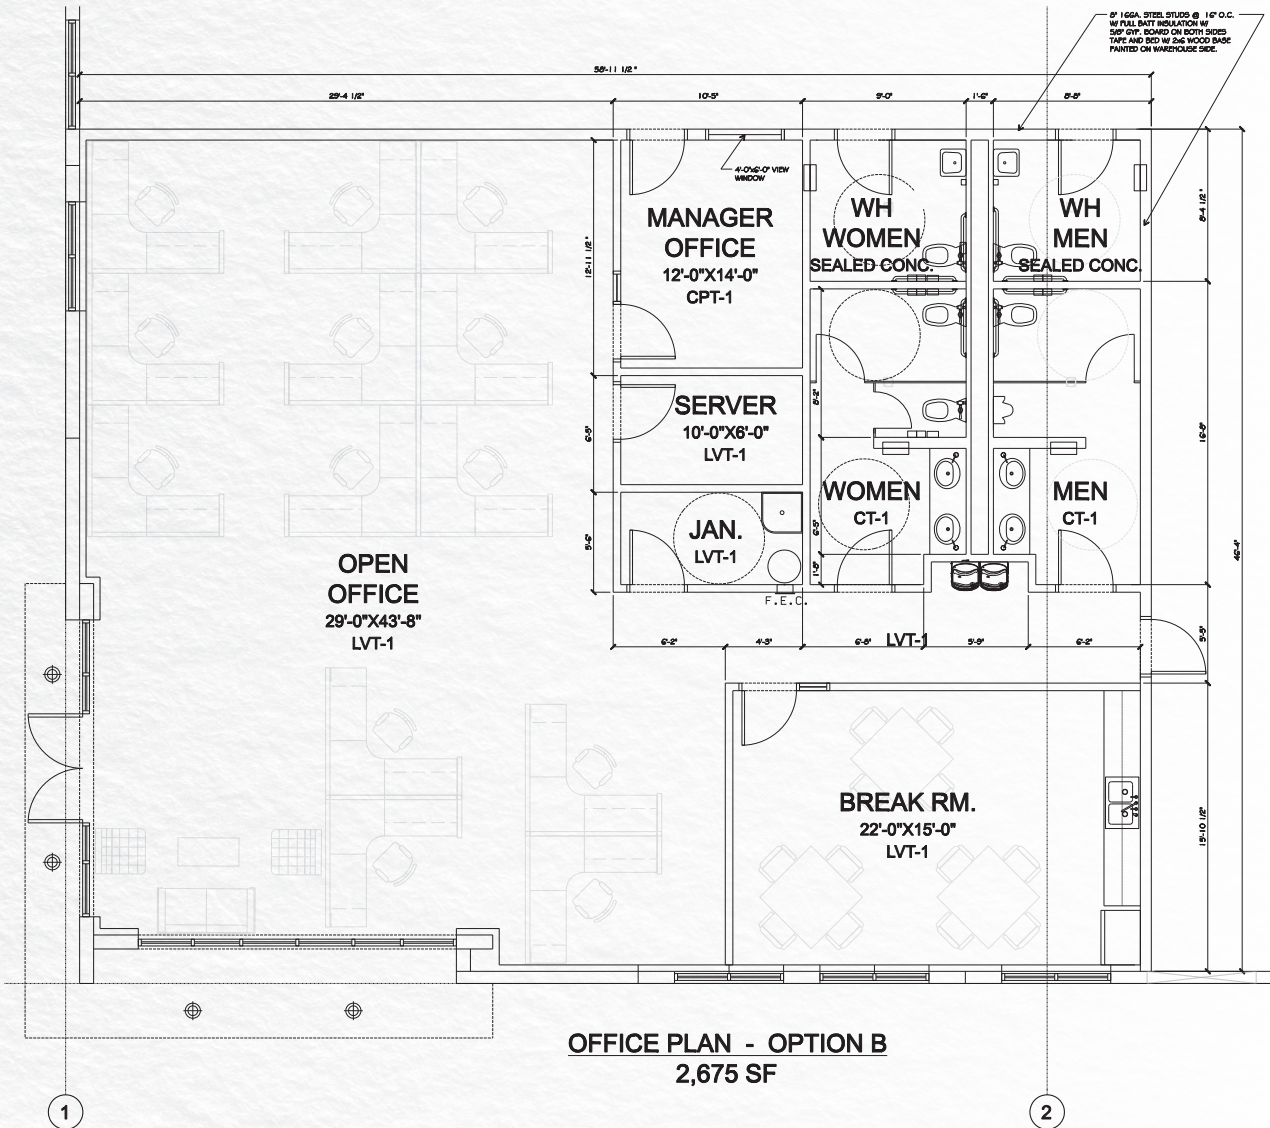 8" 16GA. STEEL STUDS @ 16" O.C.
W/ FULL BATT INSULATION W/
5/8" GYP. BOARD ON BOTH SIDES
TAPE AND BED W/ 2x6 WOOD BASE
PAINTED ON WAREHOUSE SIDE.
58'-11 1/2"
29'-4 1/2"
10'-5"
9'-0"
1'-6"
8'-8"
4'-0"x6'-0" VIEW
WINDOW
MANAGER
OFFICE
12'-0"X14'-0"
CPT-1
WH
WOMEN
SEALED CONC.
WH
MEN
SEALED CONC.
8'-4 1/2"
12'-11 1/2"
SERVER
10'-0"X6'-0"
LVT-1
6'-5"
8'-2"
16'-8"
WOMEN
CT-1
MEN
CT-1
6'-5"
JAN.
LVT-1
5'-6"
1'-8"
46'-4"
F.E.C.
OPEN
OFFICE
29'-0"X43'-8"
LVT-1
6'-2"
4'-3"
6'-8"
LVT-1
5'-9"
6'-2"
5'-5"
BREAK RM.
22'-0"X15'-0"
LVT-1
15'-10 1/2"
OFFICE PLAN - OPTION B
2,675 SF
1
2